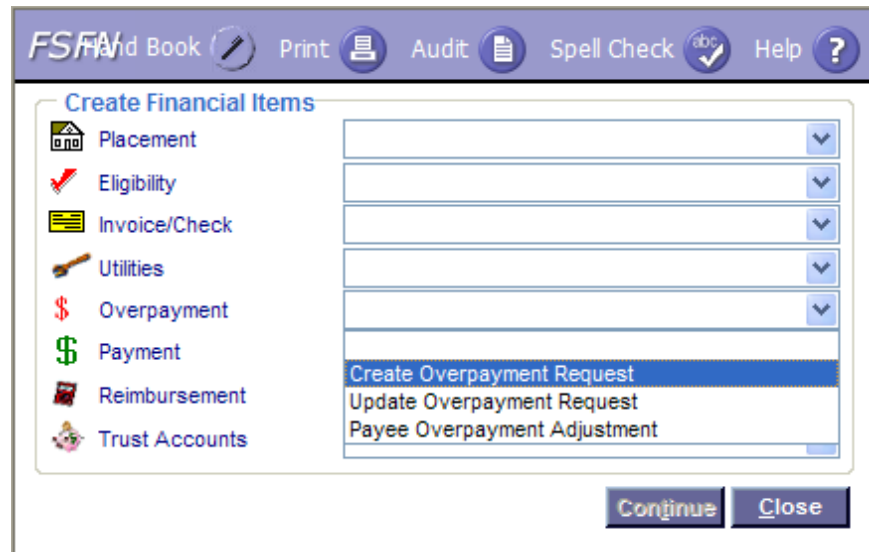 FSFN Hand Book Print Audit abc Spell Check Help ?
Create Financial Items
Placement
Eligibility
Invoice/Check
Utilities
$ Overpayment
$ Payment
Create Overpayment Request
Reimbursement
Update Overpayment Request
Payee Overpayment Adjustment
Trust Accounts
Continue Close